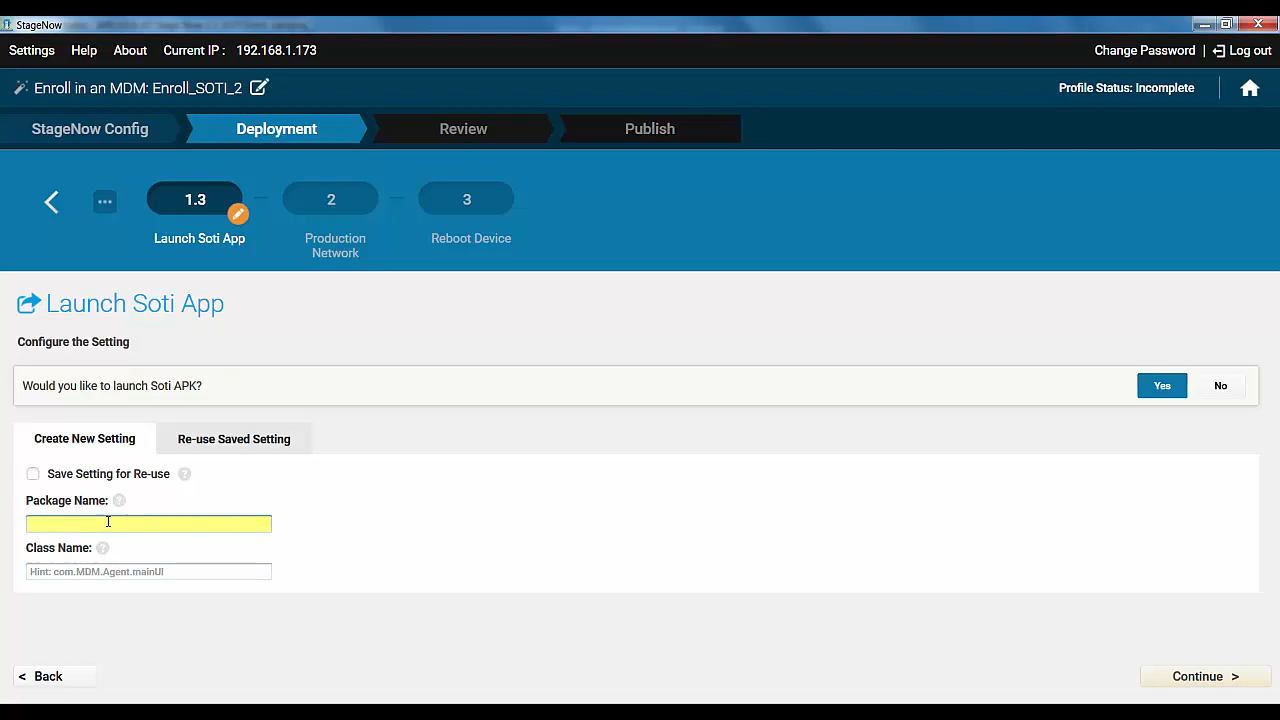 StageNow
Settings Help About Current IP : 192.168.1.173 Change Password | Log out
Enroll in an MDM: Enroll_SOTI_2 Profile Status: Incomplete
StageNow Config Deployment Review Publish
1.3 2 3
Launch Soti App Production Network Reboot Device
Launch Soti App
Configure the Setting
Would you like to launch Soti APK? Yes No
Create New Setting Re-use Saved Setting
Save Setting for Re-use ?
Package Name: ?
Class Name: ?
Hint: com.MDM.Agent.mainUI
< Back Continue >